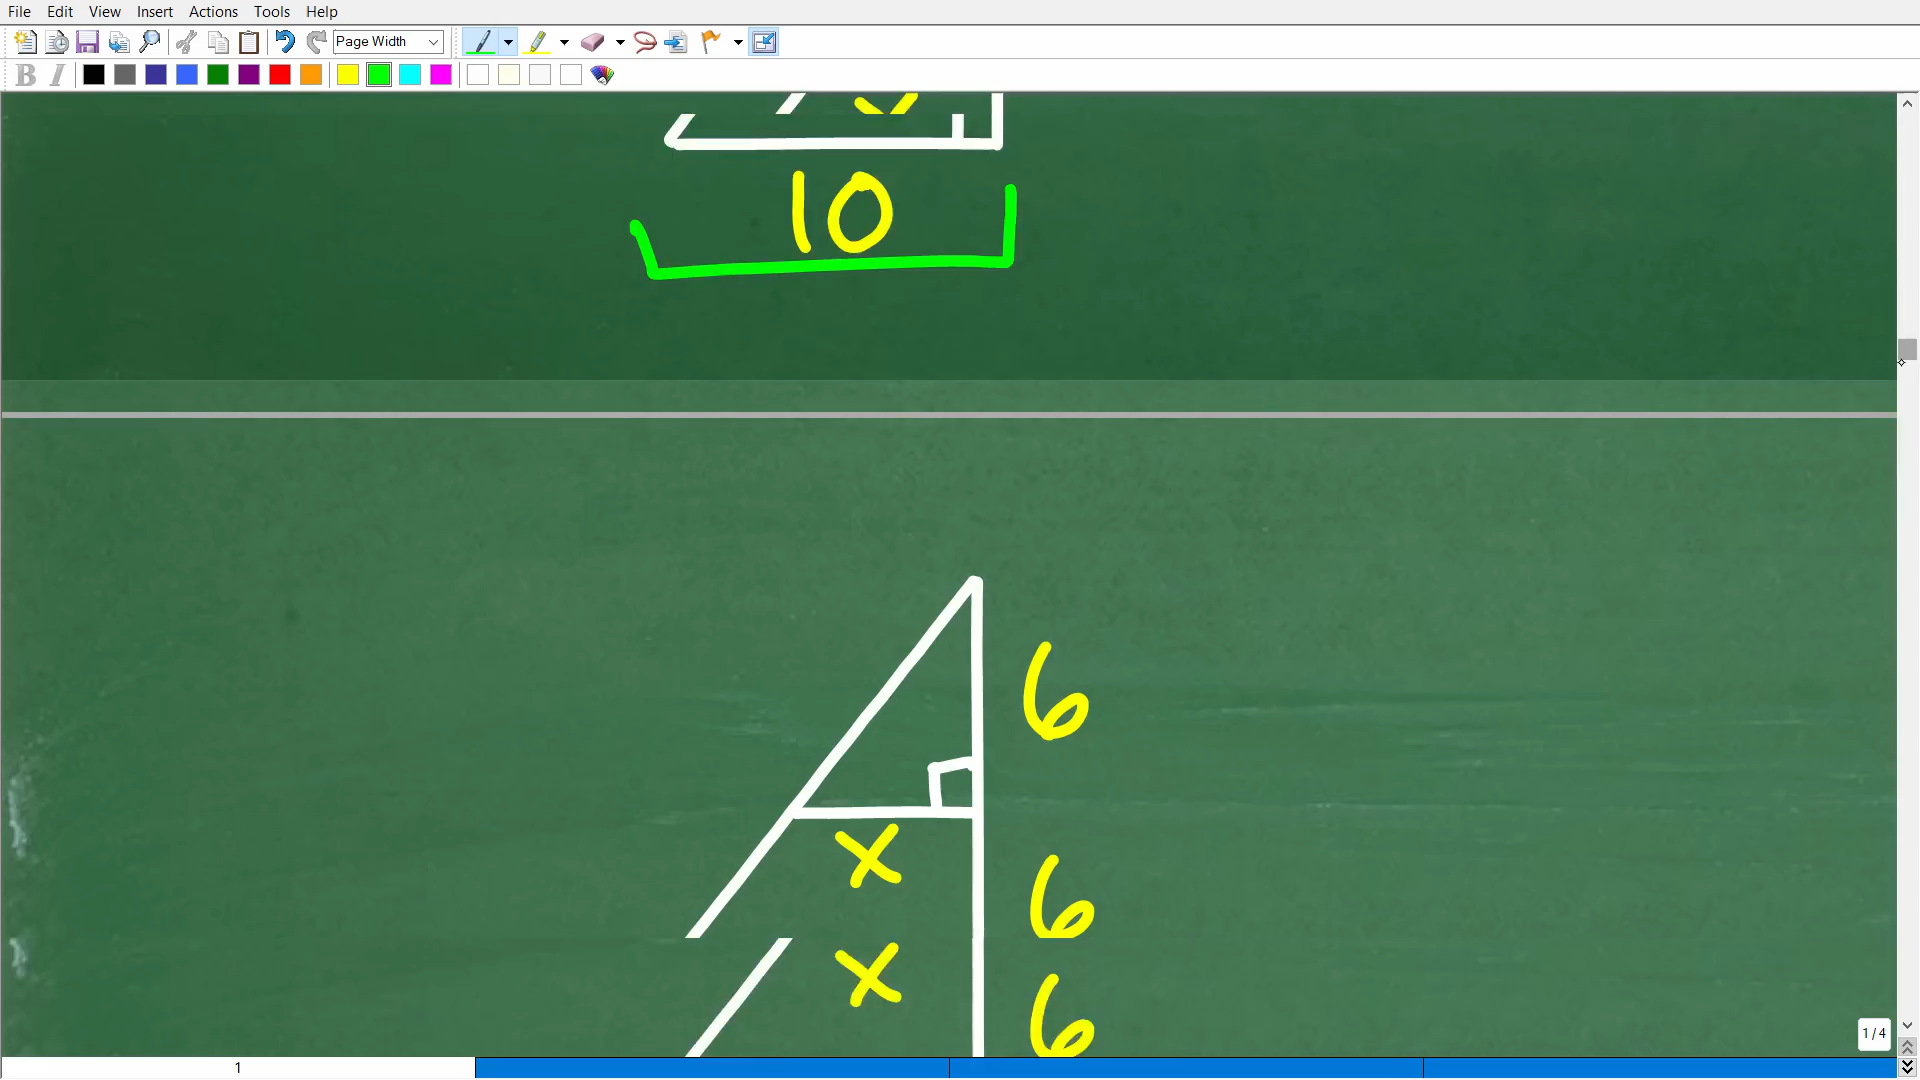 File Edit View Insert Actions Tools Help
Page Width
B I
10
6
x
6
x
6
1 / 4
1